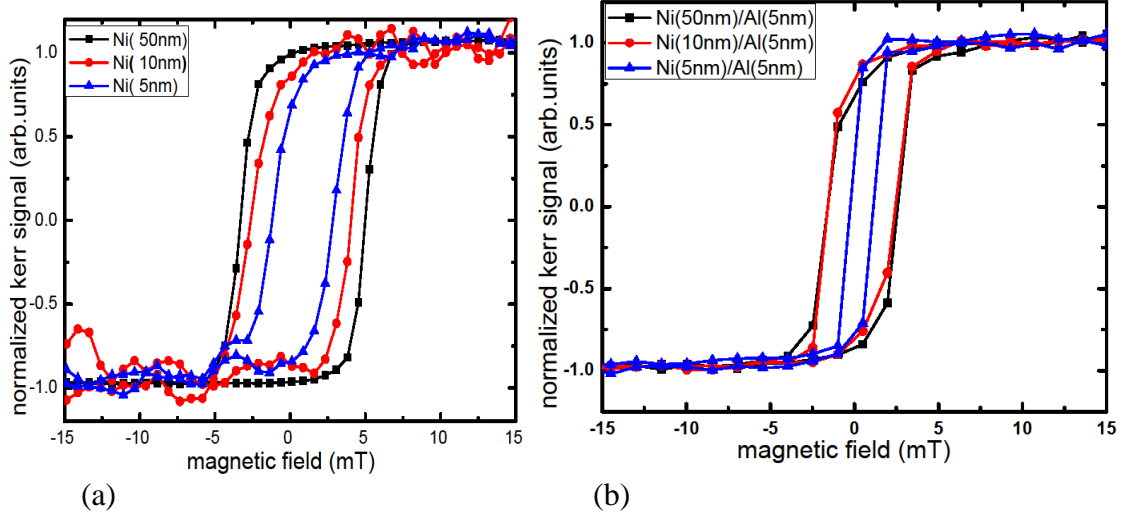 Ni( 50nm)
Ni( 10nm)
Ni( 5nm)
normalized kerr signal (arb.units)
1.0
0.5
0.0
-0.5
-1.0
-15
-10
-5
0
5
10
15
magnetic field (mT)
(a)
Ni(50nm)/Al(5nm)
Ni(10nm)/Al(5nm)
Ni(5nm)/Al(5nm)
normalized kerr signal (arb.units)
1.0
0.5
0.0
-0.5
-1.0
-15
-10
-5
0
5
10
15
magnetic field (mT)
(b)